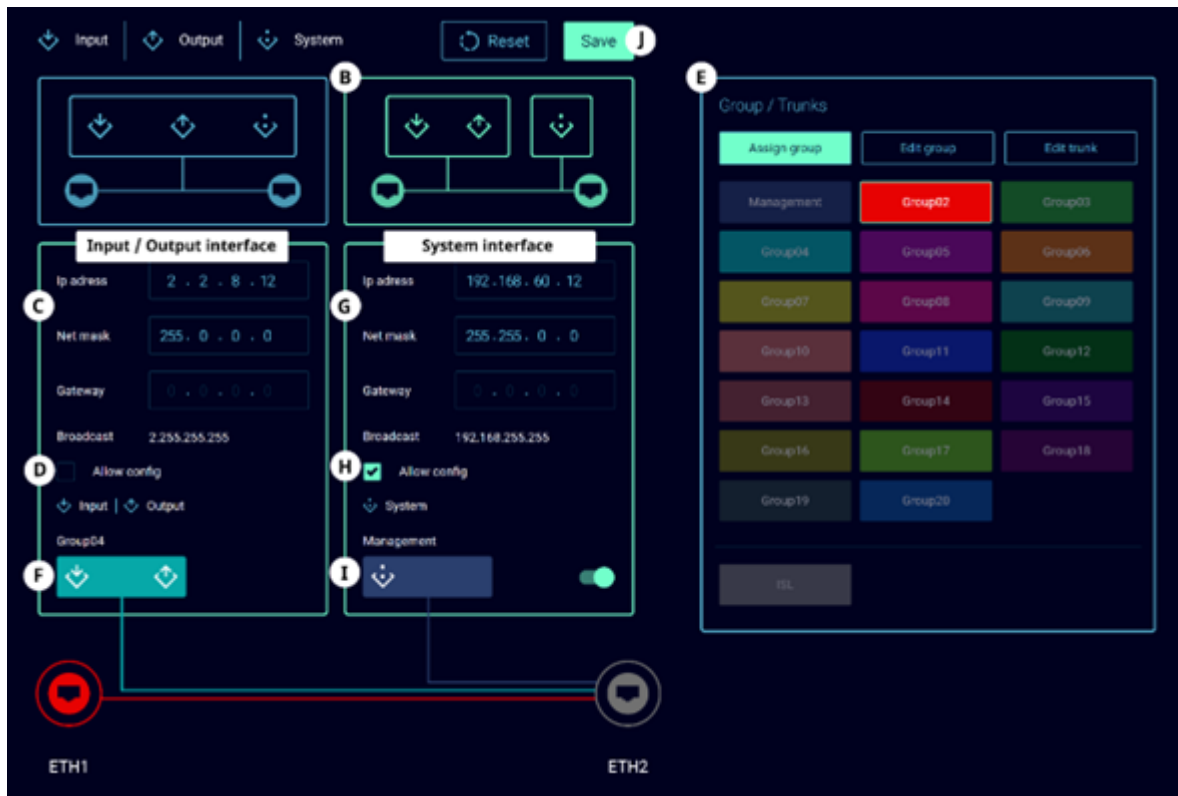 Input Output System Reset Save J
B
E
Group / Trunks
Assign group Edit group Edit trunk
Management Group02 Group03
Group04 Group05 Group06
Group07 Group08 Group09
Group10 Group11 Group12
Group13 Group14 Group15
Group16 Group17 Group18
Group19 Group20
ISL
Input / Output interface
Ip adress 2 . 2 . 8 . 12
C
Net mask 255. 0 . 0 . 0
Gateway 0 . 0 . 0 . 0
Broadcast 2.255.255.255
D Allow config
Input | Output
Group04
F
System interface
Ip adress 192.168. 60 . 12
G
Net mask 255.255. 0 . 0
Gateway 0 . 0 . 0 . 0
Broadcast 192.168.255.255
H Allow config
System
Management
I
ETH1 ETH2